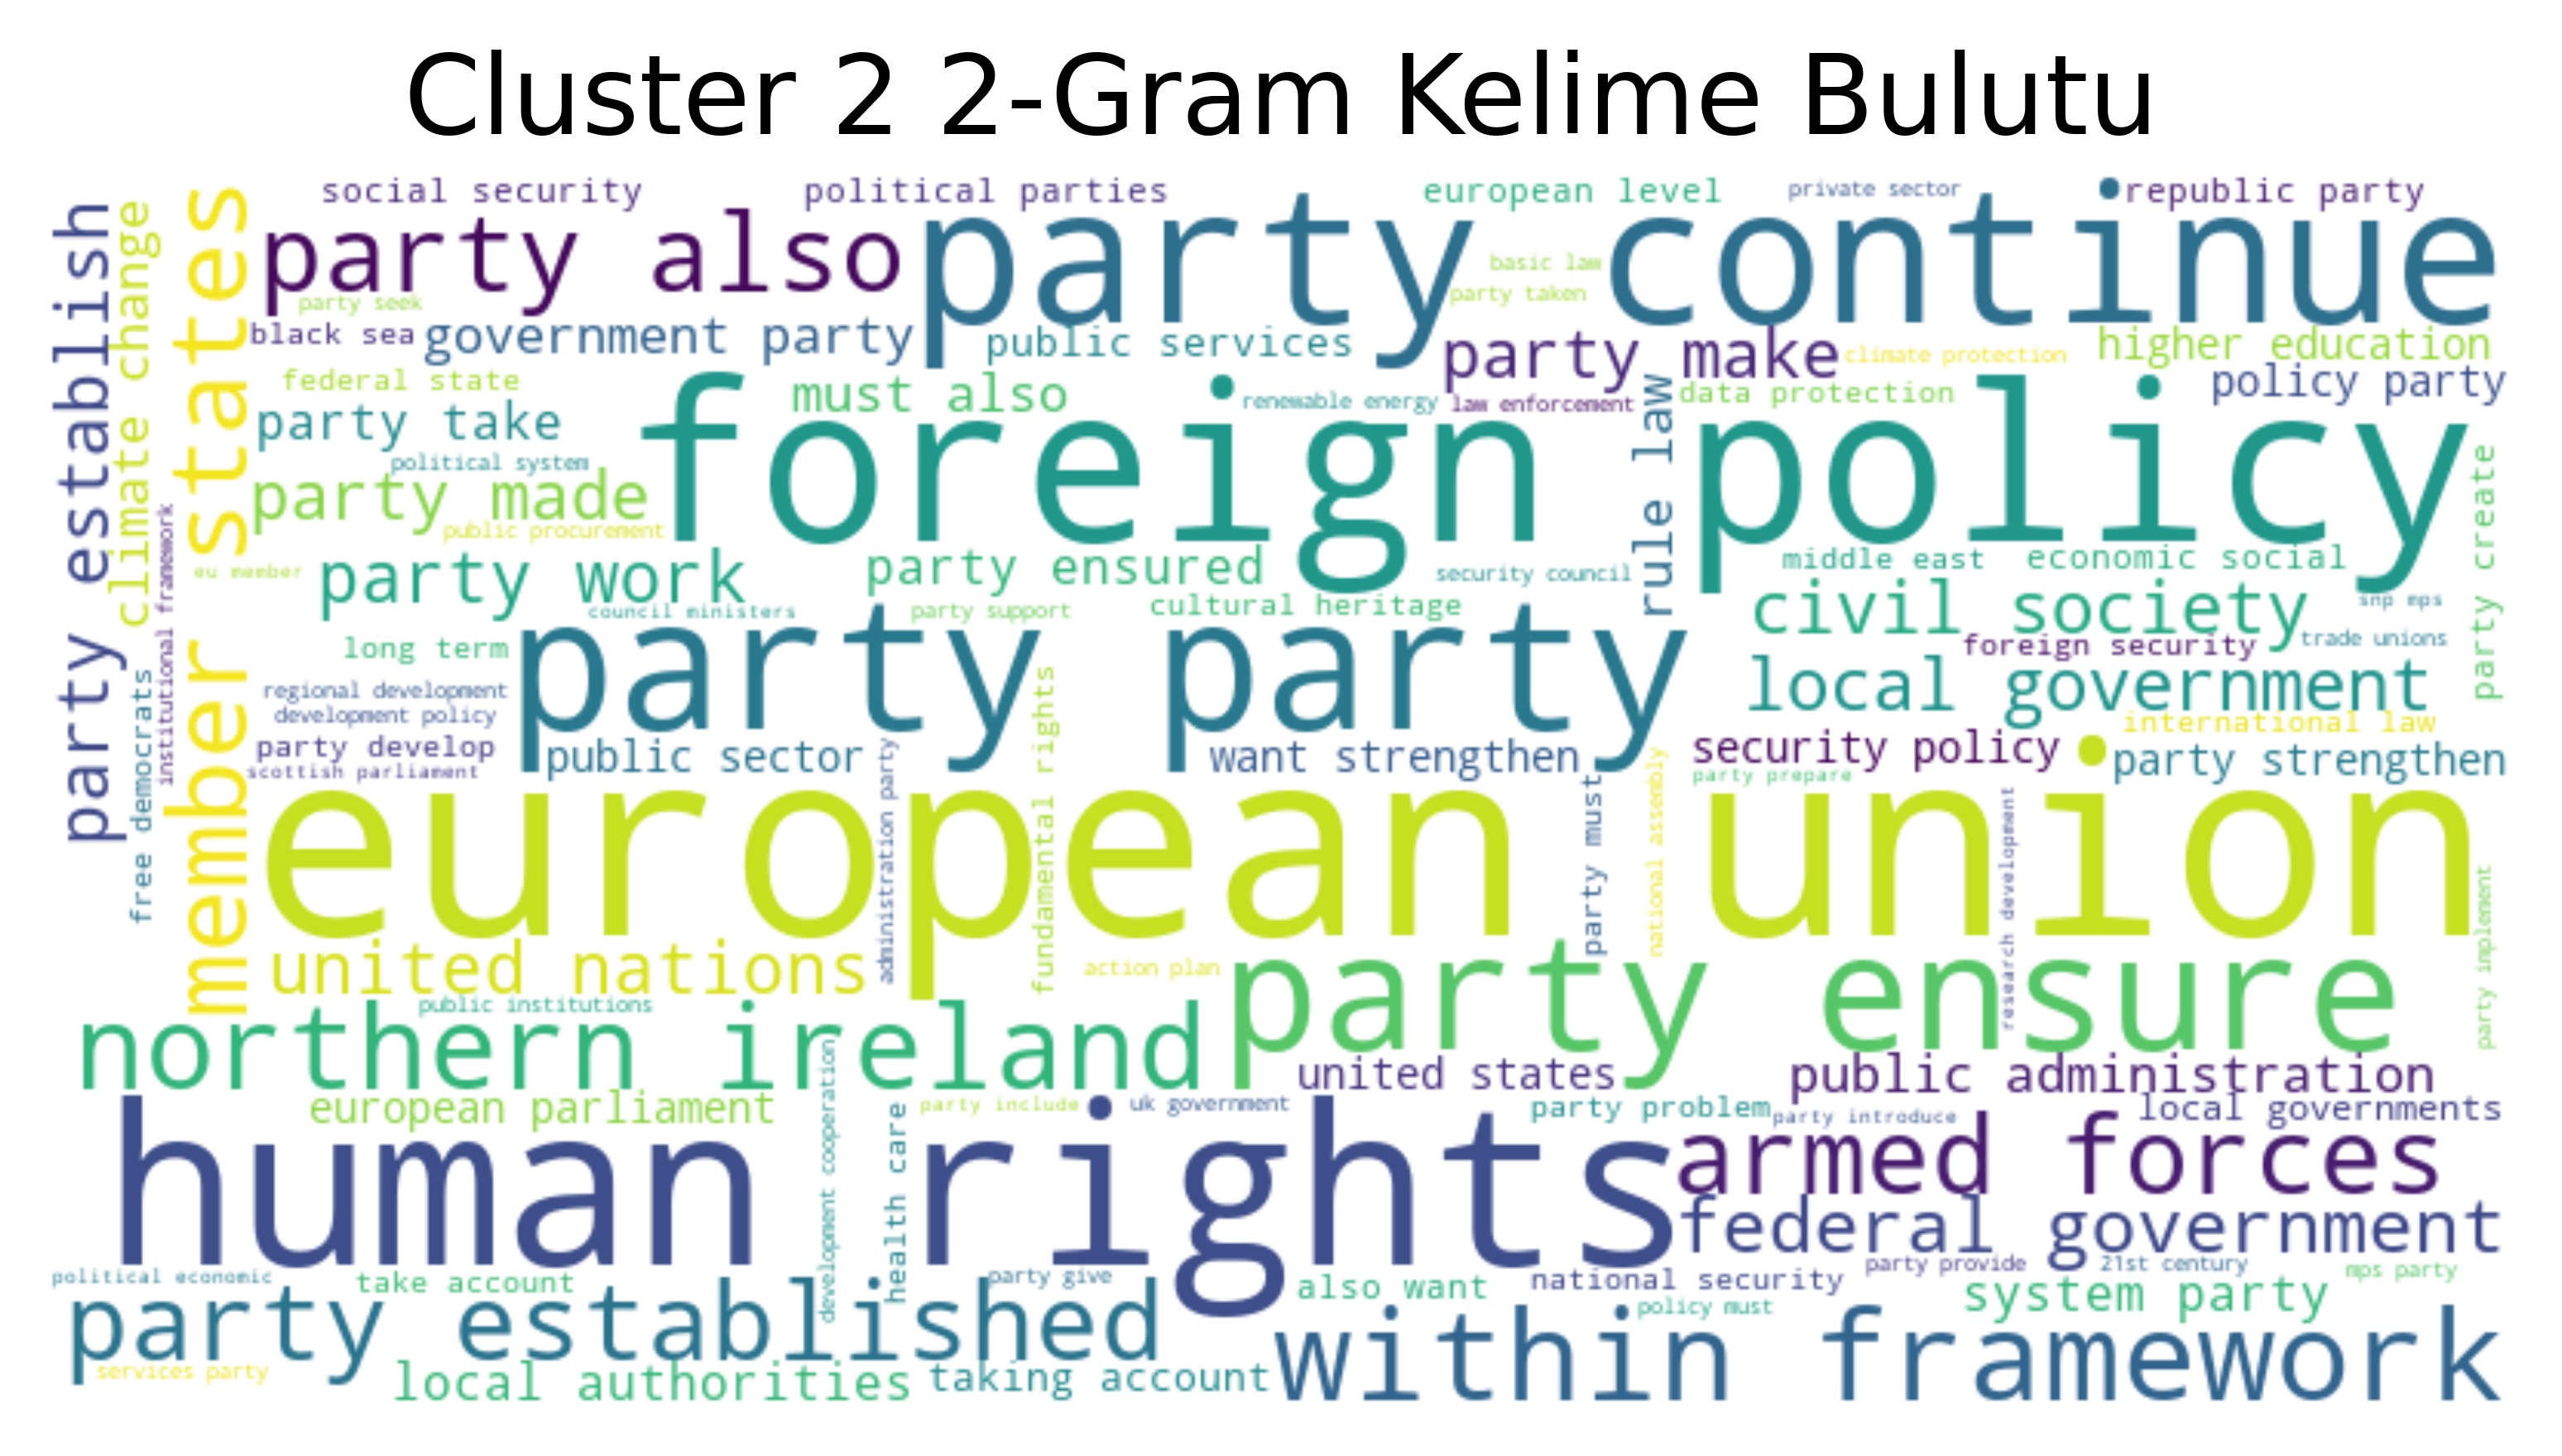 Cluster 2 2-Gram Kelime Bulutu
social security
political parties
european level
private sector
republic party
party establish
climate change
member states
party also
party continue
basic law
party taken
party seek
black sea
government party
public services
party make
climate protection
higher education
federal state
must also
renewable energy
law enforcement
data protection
policy party
party take
foreign policy
rule law
political system
party made
public procurement
institutional framework
eu member
party work
party ensured
security council
middle east
economic social
party create
council ministers
party support
cultural heritage
civil society
snp mps
long term
party party
foreign security
trade unions
local government
regional development
development policy
fundamental rights
international law
party develop
public sector
want strengthen
security policy
party strengthen
scottish parliament
free democrats
administration party
party must
national assembly
party prepare
european union
research development
party implement
united nations
action plan
party ensure
public institutions
northern ireland
united states
public administration
european parliament
development cooperation
health care
party include
uk government
party problem
party introduce
local governments
human rights
armed forces
federal government
political economic
take account
party give
also want
national security
party provide
21st century
mps party
party established
policy must
system party
within framework
services party
local authorities
taking account